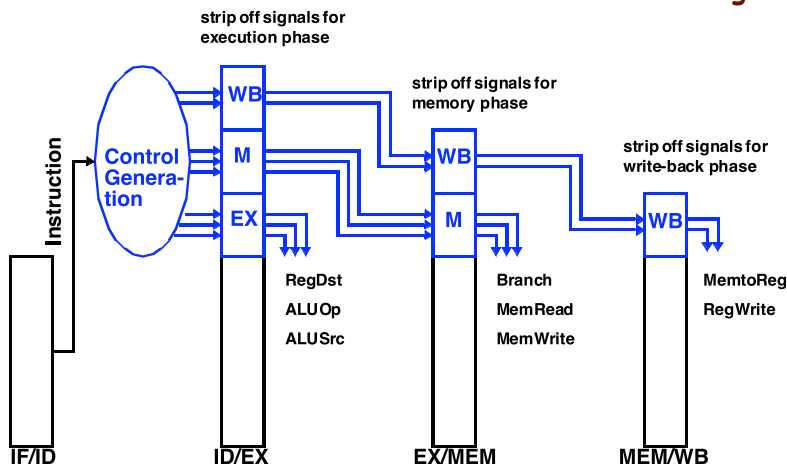 strip off signals for
execution phase
strip off signals for
memory phase
strip off signals for
write-back phase
Instruction
Control
Genera-
tion
WB
M
EX
WB
M
WB
RegDst
ALUOp
ALUSrc
Branch
MemRead
MemWrite
MemtoReg
RegWrite
IF/ID
ID/EX
EX/MEM
MEM/WB